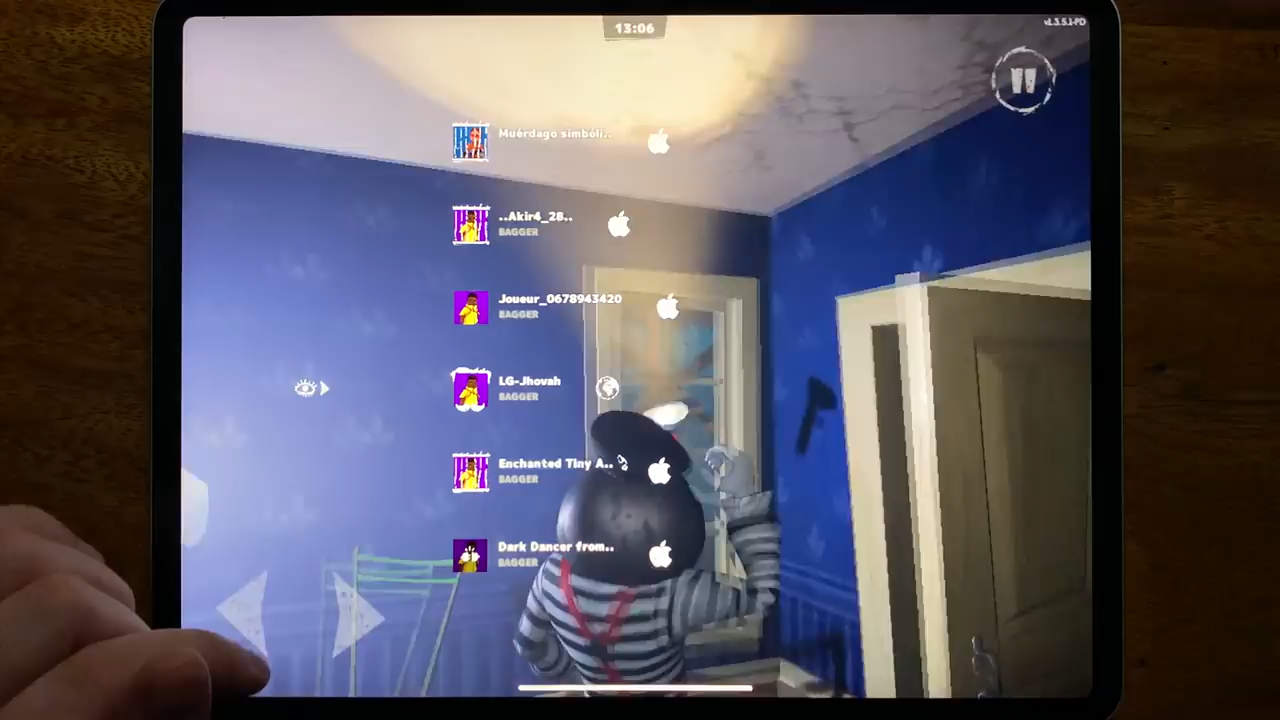 13:06
v1.3.5.1-PD
Muérdago símbóli..
..Akir4_28..
BAGGER
Joueur_0678943420
BAGGER
LG-Jhovah
BAGGER
Enchanted Tiny A..
BAGGER
Dark Dancer from..
BAGGER